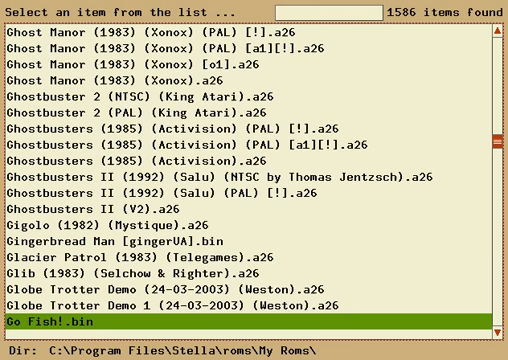 Select an item from the list ... 1586 items found
Ghost Manor (1983) (Xonox) (PAL) [!].a26
Ghost Manor (1983) (Xonox) (PAL) [a1][!].a26
Ghost Manor (1983) (Xonox) [o1].a26
Ghost Manor (1983) (Xonox).a26
Ghostbuster 2 (NTSC) (King Atari).a26
Ghostbuster 2 (PAL) (King Atari).a26
Ghostbusters (1985) (Activision) (PAL) [!].a26
Ghostbusters (1985) (Activision) (PAL) [a1][!].a26
Ghostbusters (1985) (Activision).a26
Ghostbusters II (1992) (Salu) (NTSC by Thomas Jentzsch).a26
Ghostbusters II (1992) (Salu) (PAL) [!].a26
Ghostbusters II (V2).a26
Gigolo (1982) (Mystique).a26
Gingerbread Man [gingerVA].bin
Glacier Patrol (1983) (Telegames).a26
Glib (1983) (Selchow & Righter).a26
Globe Trotter Demo (24-03-2003) (Weston).a26
Globe Trotter Demo 1 (24-03-2003) (Weston).a26
Go Fish!.bin
Dir: C:\Program Files\Stella\roms\My Roms\